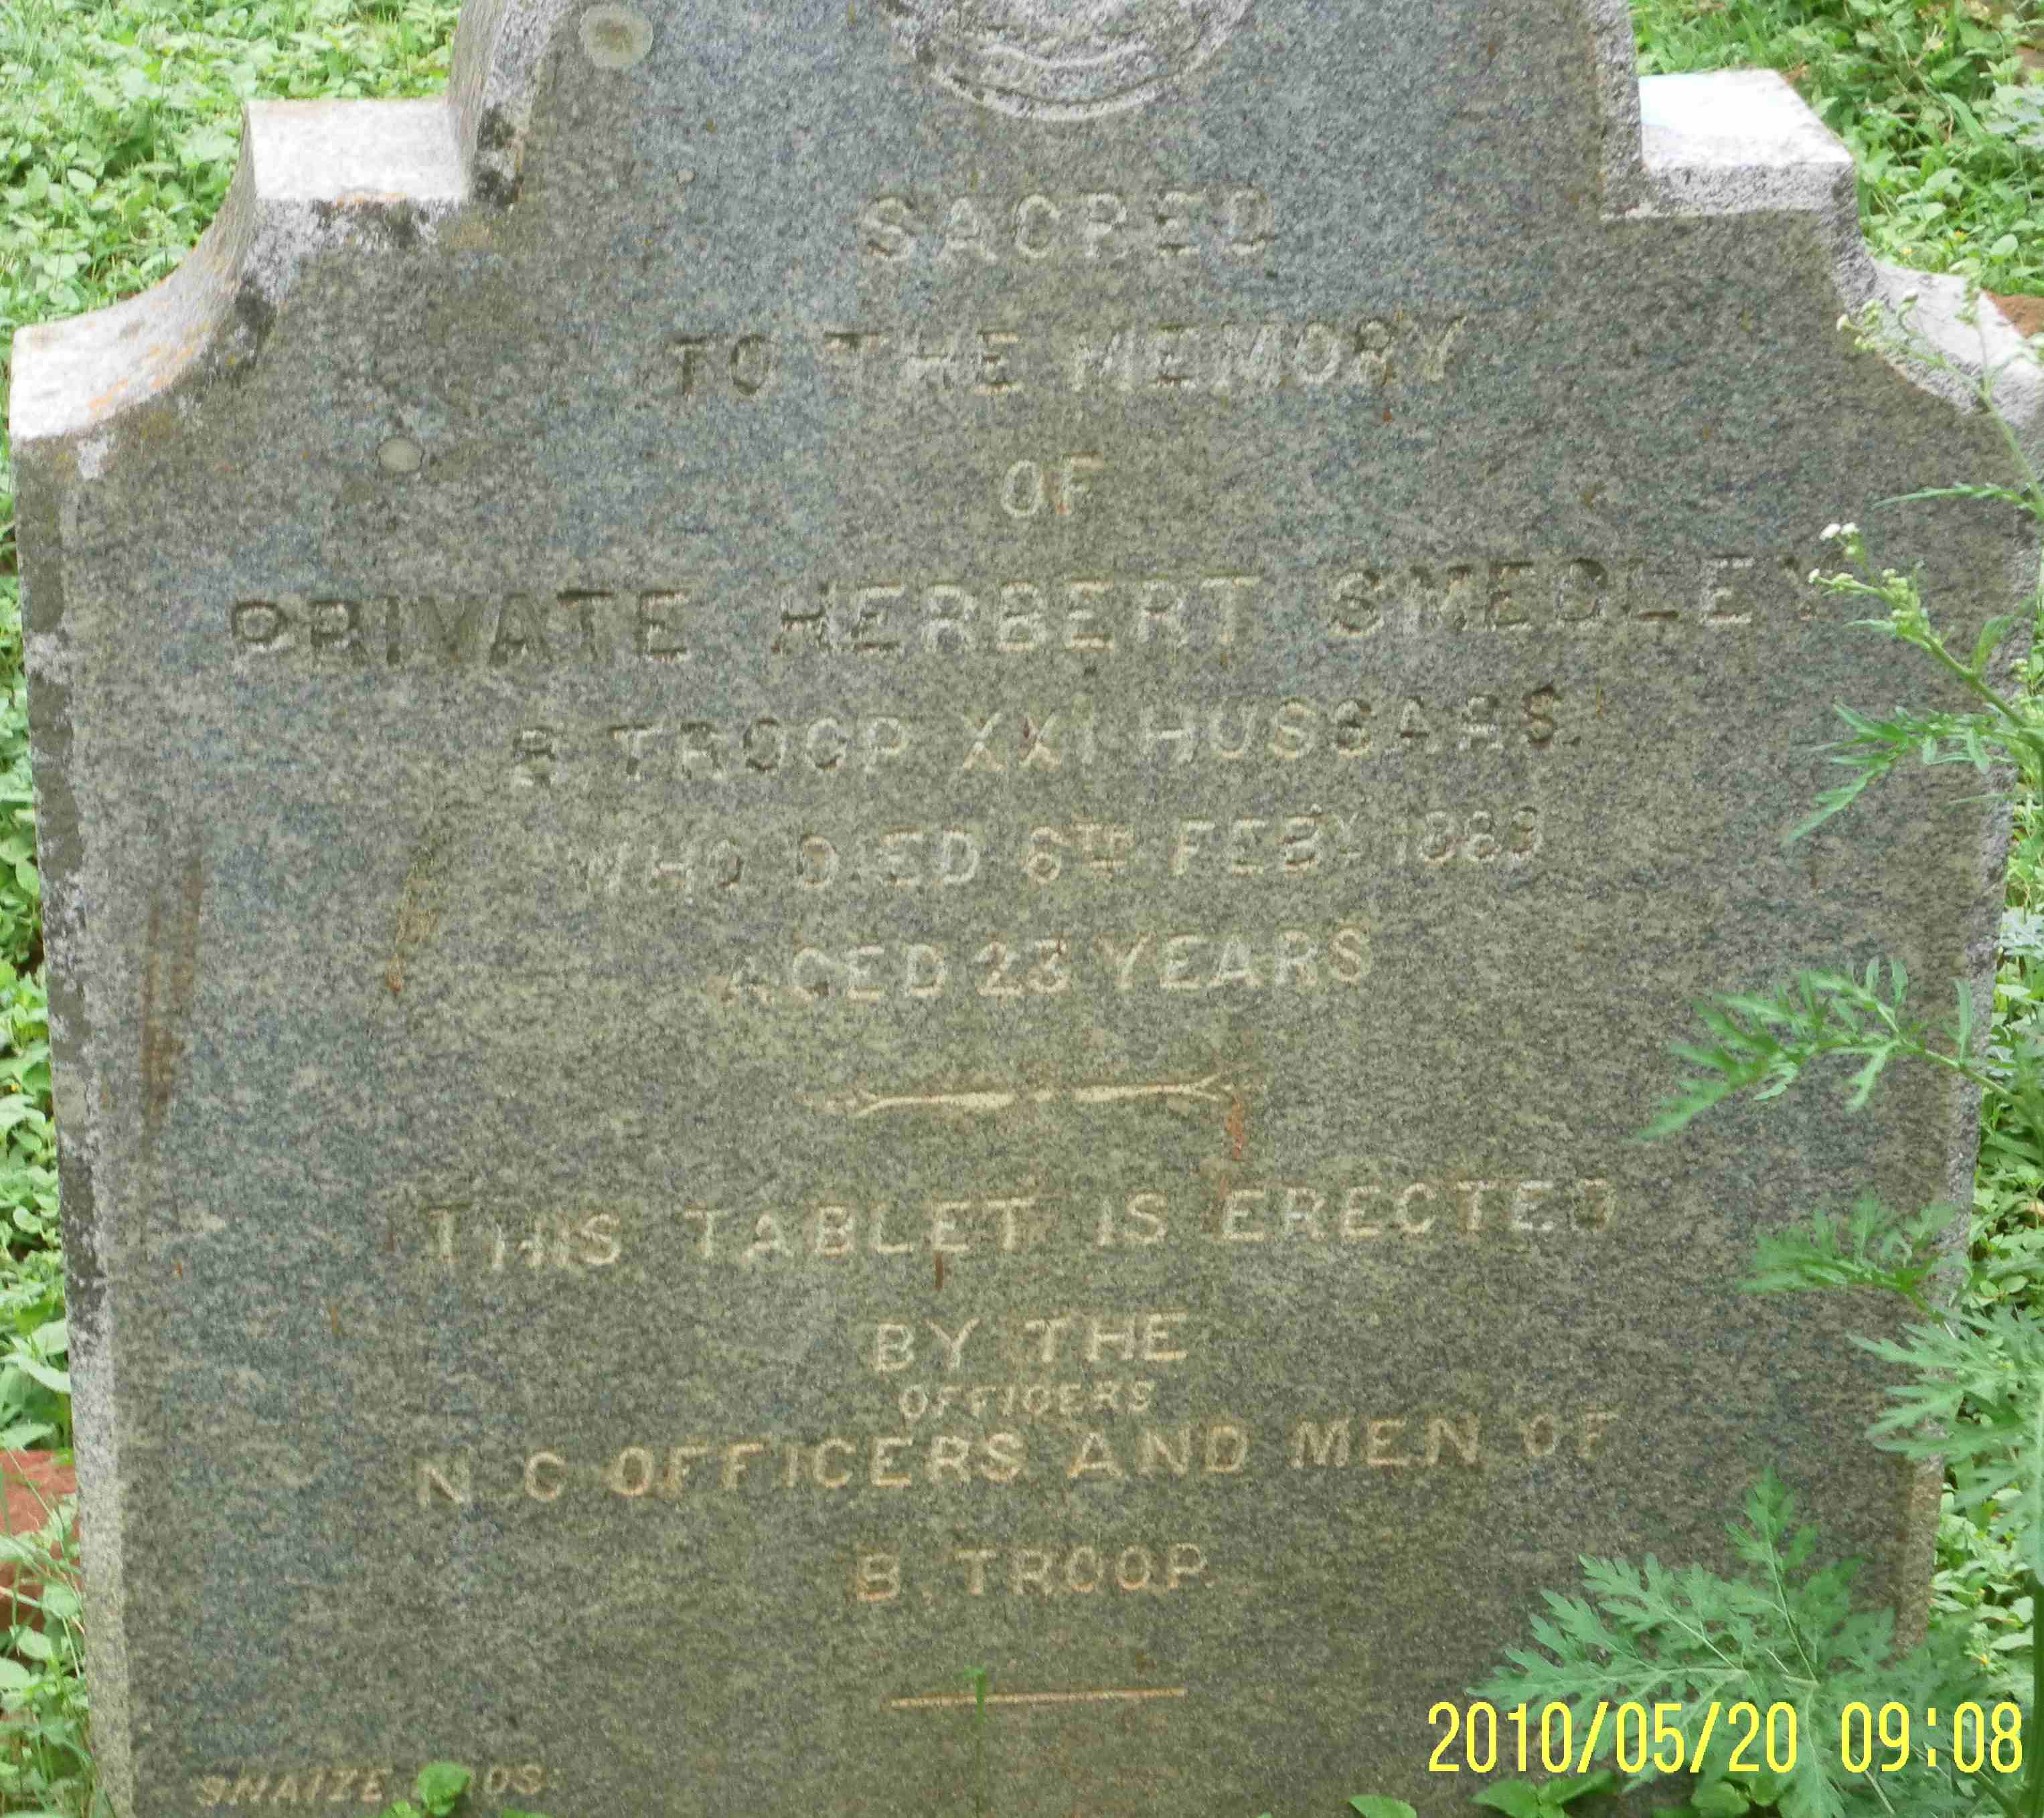 SACRED
TO THE MEMORY
OF
PRIVATE HERBERT SMEDLEY
B TROOP XXI HUSSARS.
WHO DIED 6TH FEBY 1889
AGED 23 YEARS
THIS TABLET IS ERECTED
BY THE
OFFICERS
N C OFFICERS AND MEN OF
B. TROOP.
2010/05/20 09:08